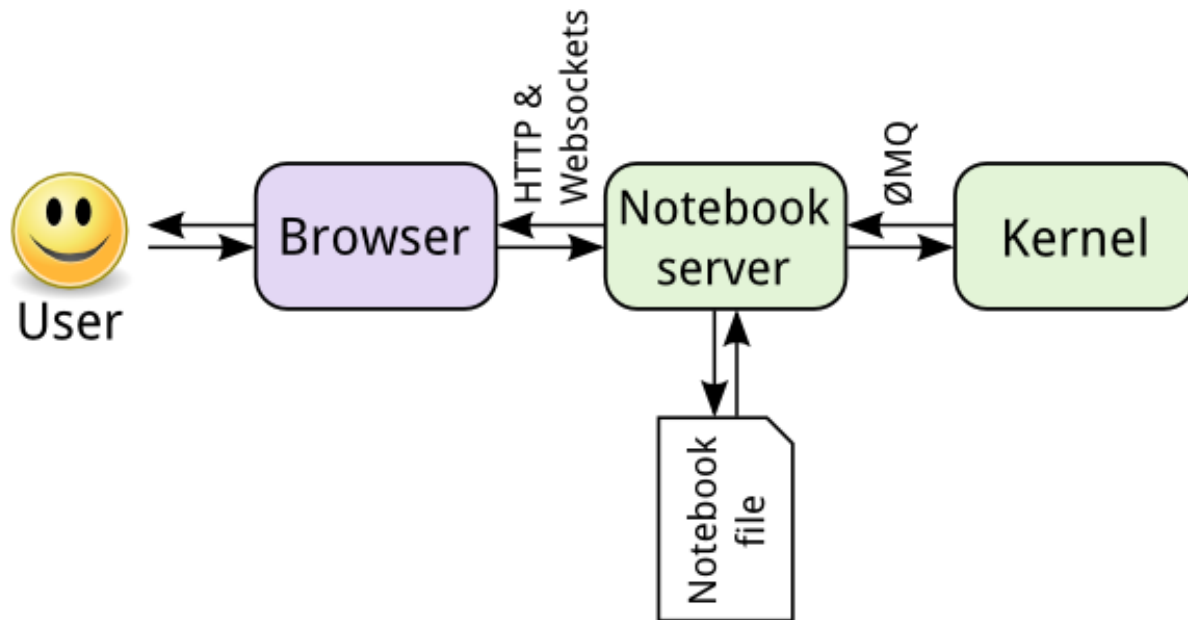 User
Browser
HTTP &
Websockets
Notebook
server
ØMQ
Kernel
Notebook
file